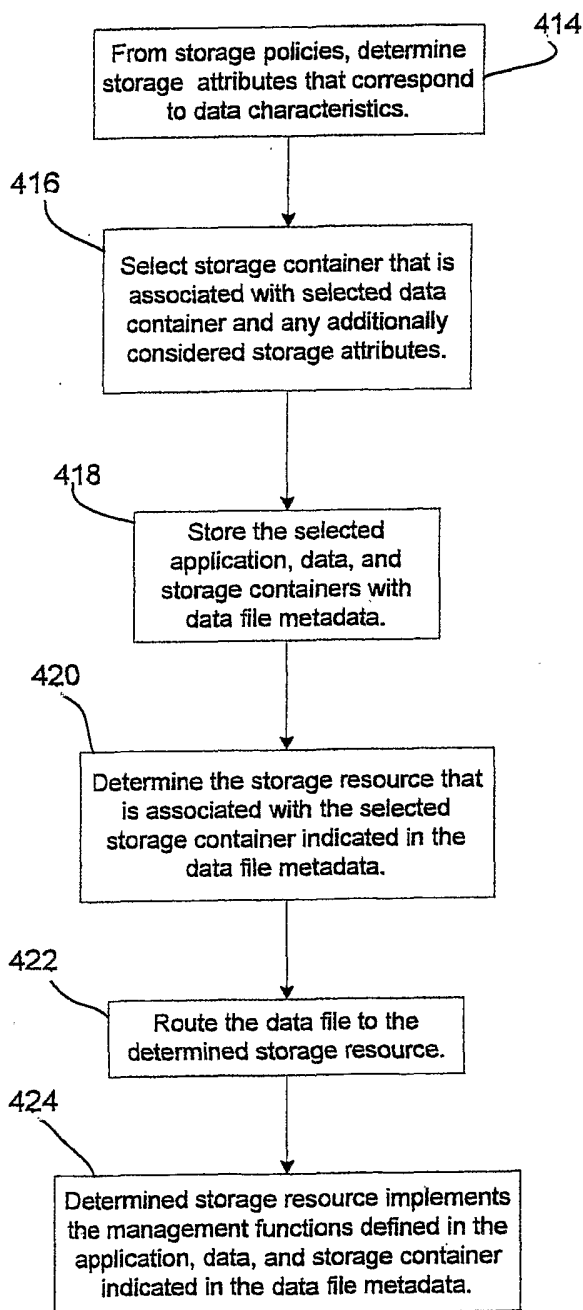 414
From storage policies, determine
storage attributes that correspond
to data characteristics.
416
Select storage container that is
associated with selected data
container and any additionally
considered storage attributes.
418
Store the selected
application, data, and
storage containers with
data file metadata.
420
Determine the storage resource that
is associated with the selected
storage container indicated in the
data file metadata.
422
Route the data file to the
determined storage resource.
424
Determined storage resource implements
the management functions defined in the
application, data, and storage container
indicated in the data file metadata.